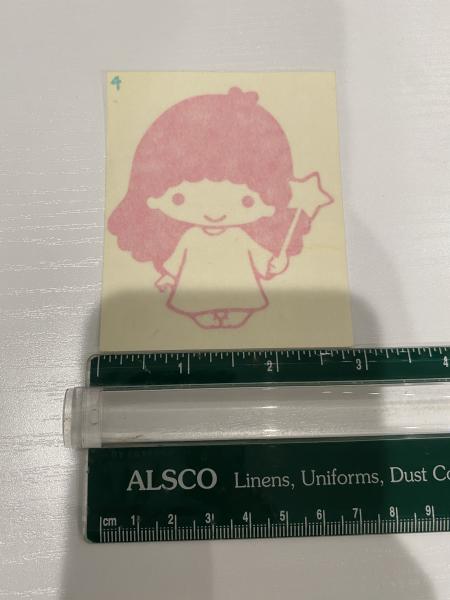 4
1 2 3 4
ALSCO Linens, Uniforms, Dust Co
cm 1 2 3 4 5 6 7 8 9